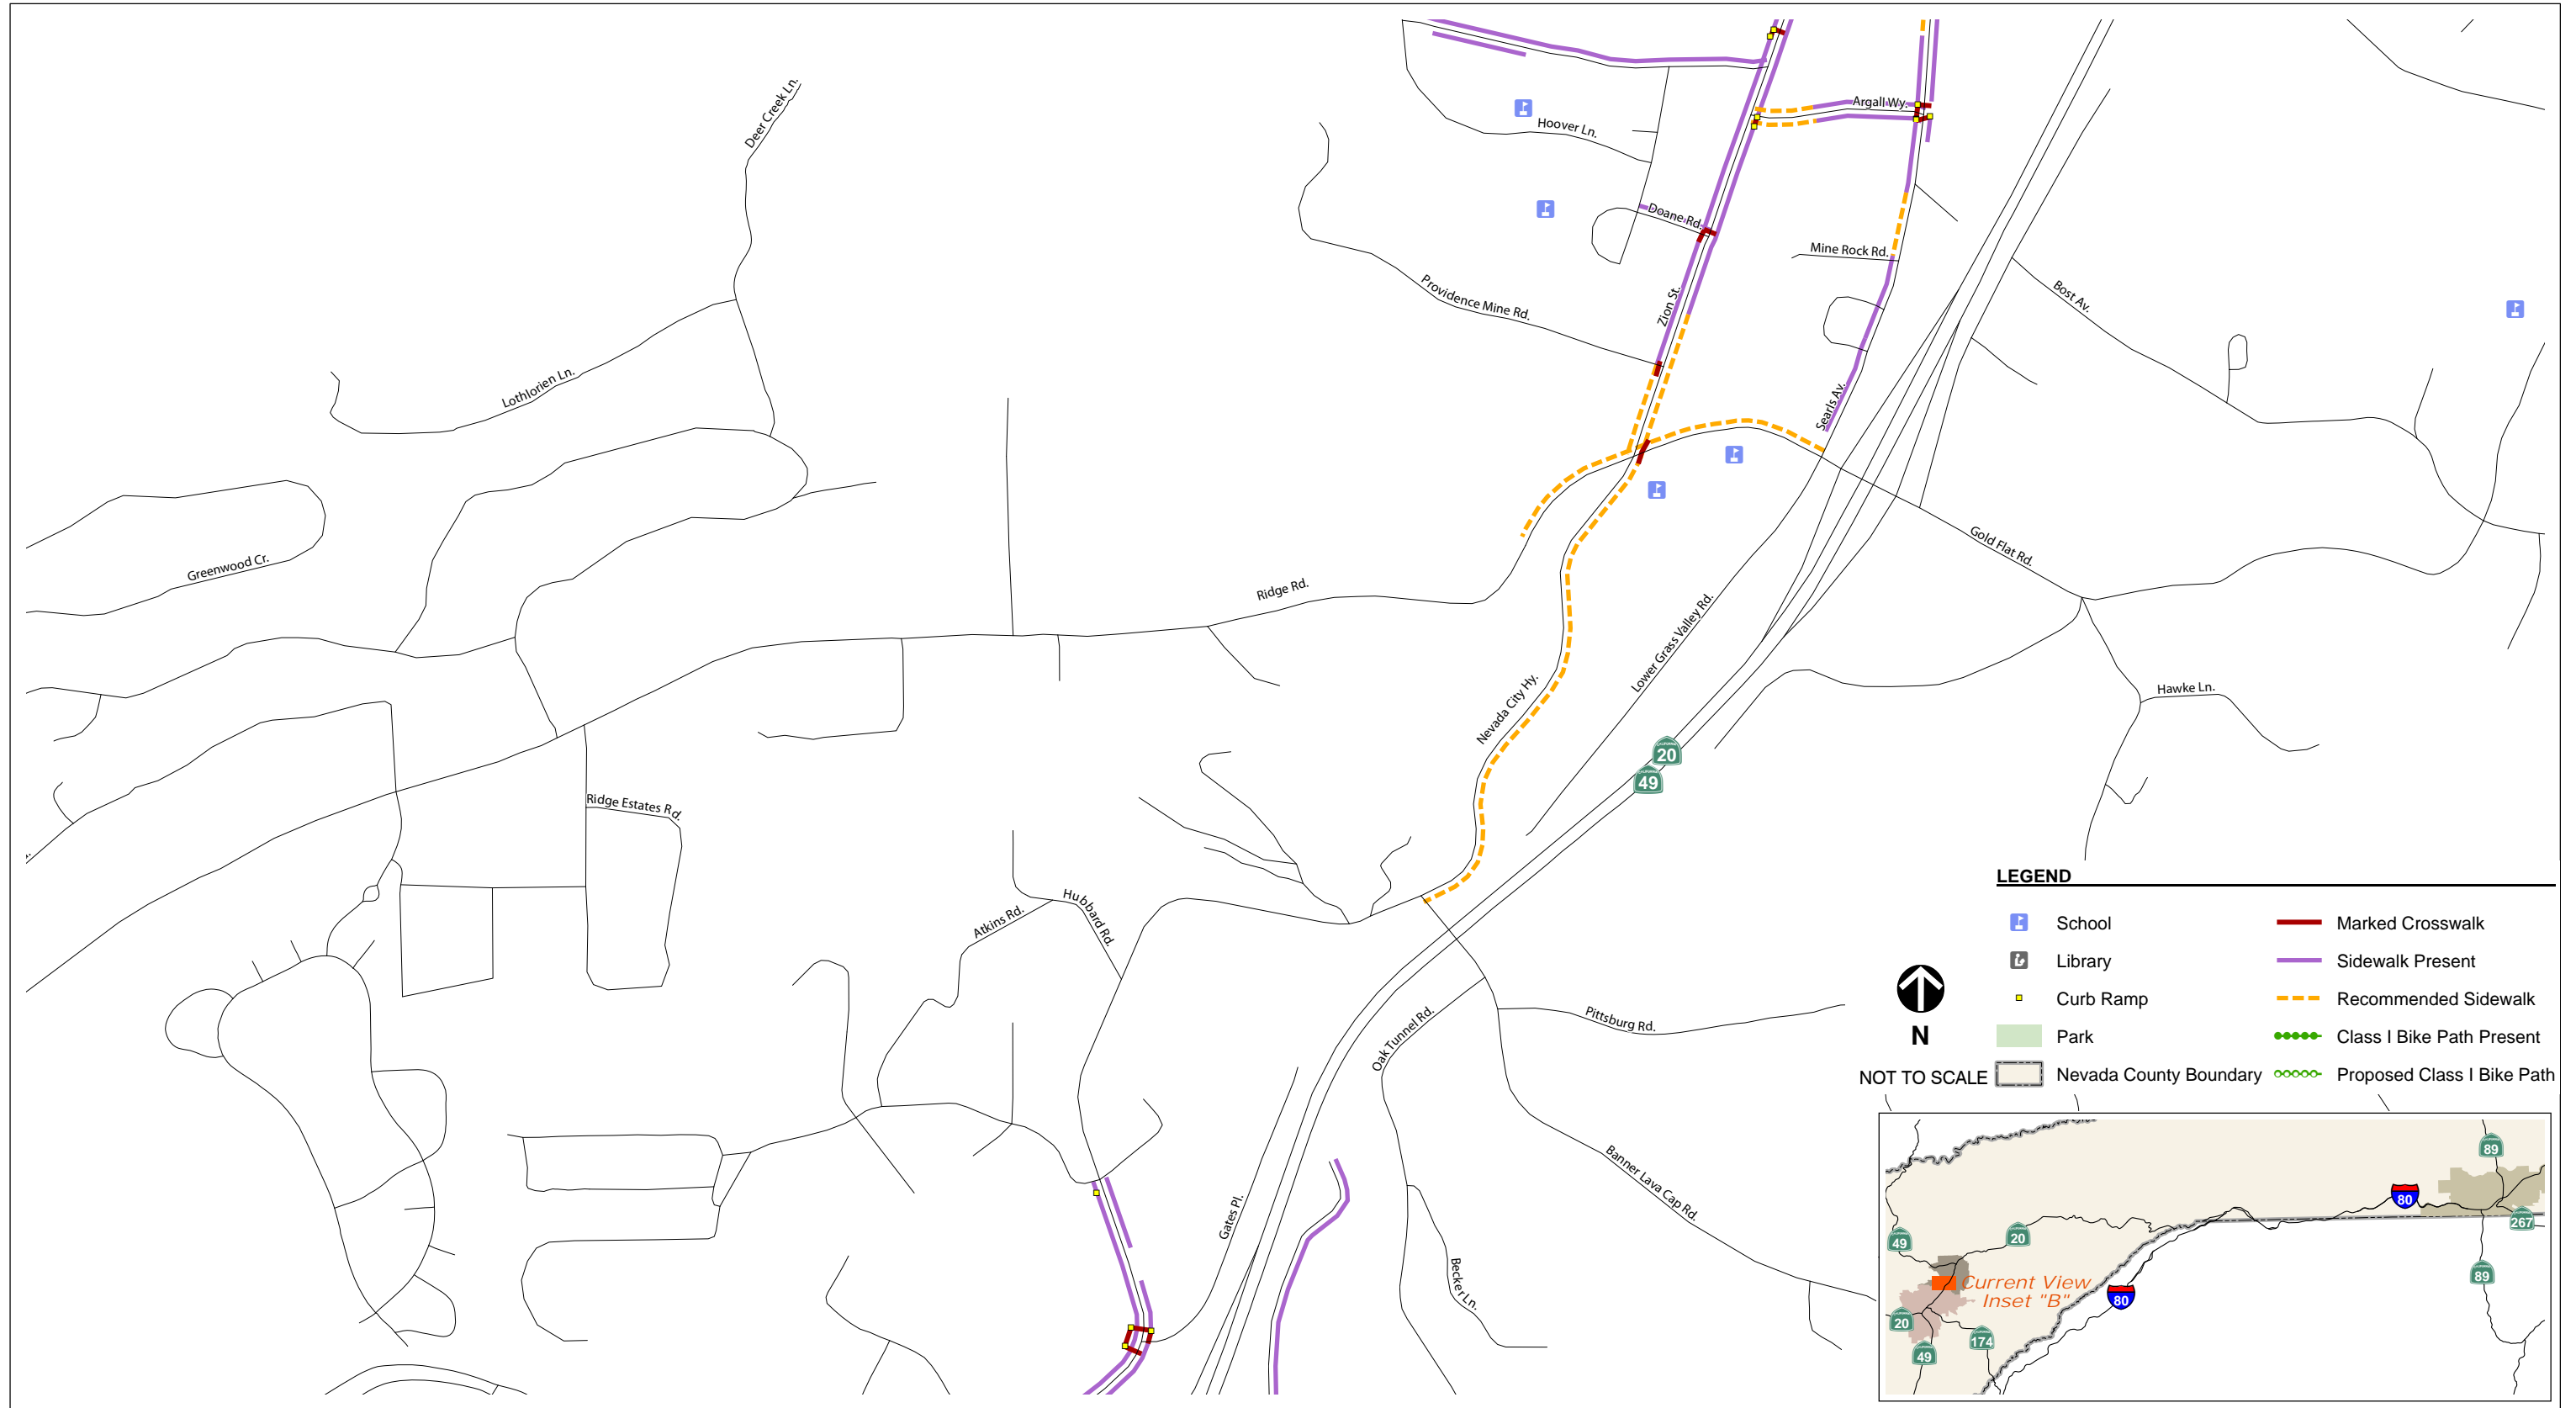 Deer Creek Ln.
Argall Wy.
Hoover Ln.
Doane Rd.
Mine Rock Rd.
Providence Mine Rd.
Zion St.
Bost Av.
Lothlorien Ln.
Searls Av.
Greenwood Cr.
Ridge Rd.
Gold Flat Rd.
Lower Grass Valley Rd.
Nevada City Hy.
Hawke Ln.
20
49
Ridge Estates Rd.
Atkins Rd.
Hubbard Rd.
Oak Tunnel Rd.
Pittsburg Rd.
Banner Lava Cap Rd.
Gates Pl.
Becker Ln.
LEGEND
School
Library
Curb Ramp
Park
Nevada County Boundary
Marked Crosswalk
Sidewalk Present
Recommended Sidewalk
Class I Bike Path Present
Proposed Class I Bike Path
N
NOT TO SCALE
89
80
267
20
49
89
Current View
Inset "B"
80
20
174
49